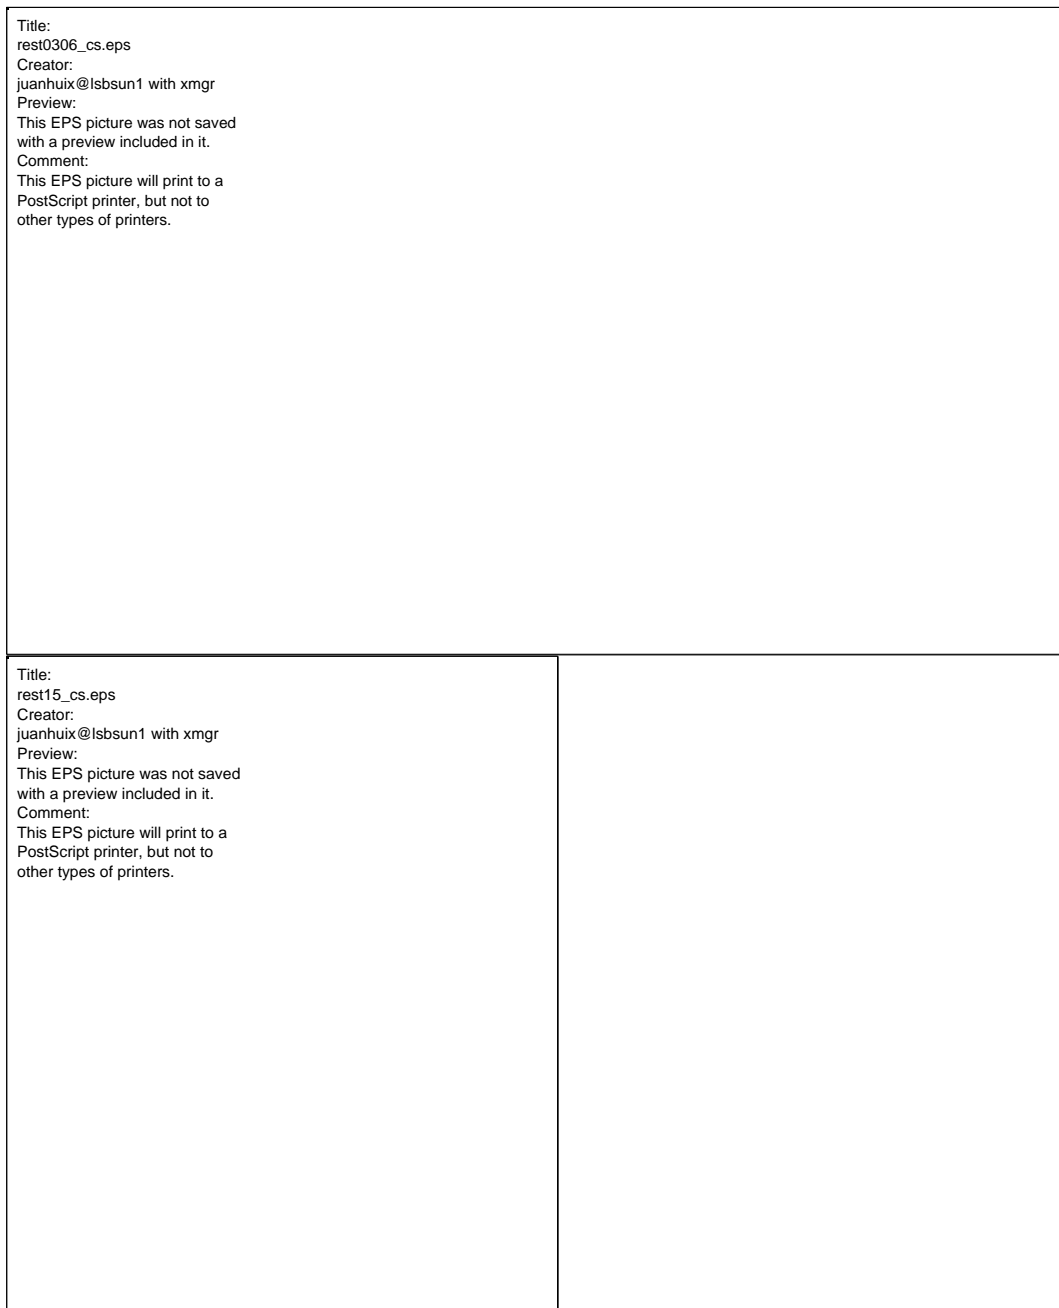 Title:
rest0306_cs.eps
Creator:
juanhuix@lsbsun1 with xmgr
Preview:
This EPS picture was not saved
with a preview included in it.
Comment:
This EPS picture will print to a
PostScript printer, but not to
other types of printers.
Title:
rest15_cs.eps
Creator:
juanhuix@lsbsun1 with xmgr
Preview:
This EPS picture was not saved
with a preview included in it.
Comment:
This EPS picture will print to a
PostScript printer, but not to
other types of printers.